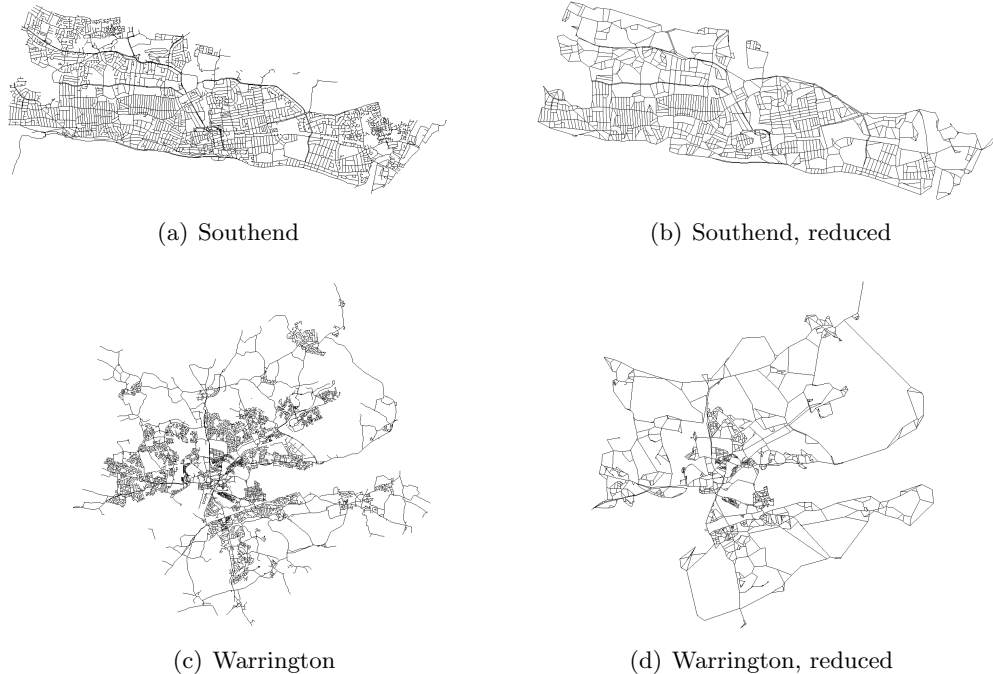 (a) Southend
(b) Southend, reduced
(c) Warrington
(d) Warrington, reduced